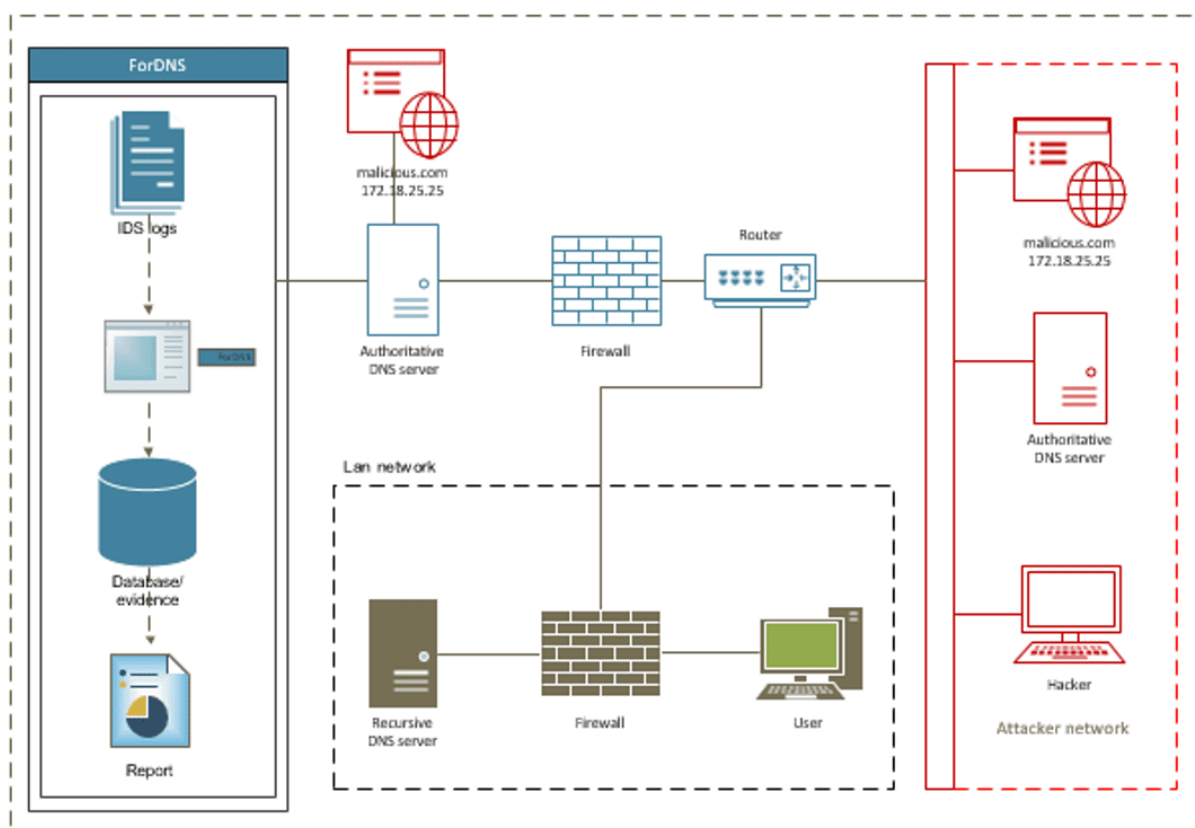 ForDNS
IDS logs
ForDNS
Database/
evidence
Report
malicious.com
172.18.25.25
Authoritative
DNS server
Firewall
Router
Lan network
Recursive
DNS server
Firewall
User
malicious.com
172.18.25.25
Authoritative
DNS server
Hacker
Attacker network